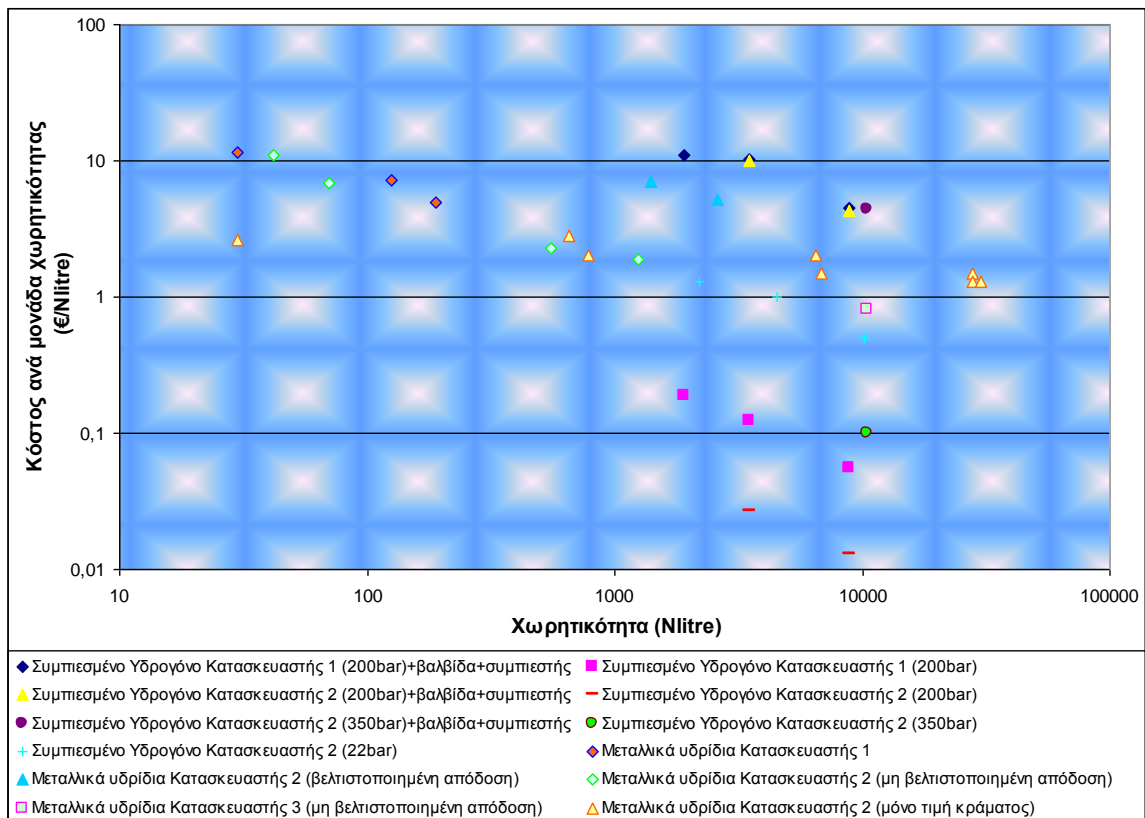 100
10
1
0,1
0,01
Κόστος ανά μονάδα χωρητικότητας
(€/Nlitre)
10
100
1000
10000
100000
Χωρητικότητα (Nlitre)
Συμπιεσμένο Υδρογόνο Κατασκευαστής 1 (200bar)+βαλβίδα+συμπιεστής
Συμπιεσμένο Υδρογόνο Κατασκευαστής 1 (200bar)
Συμπιεσμένο Υδρογόνο Κατασκευαστής 2 (200bar)+βαλβίδα+συμπιεστής
Συμπιεσμένο Υδρογόνο Κατασκευαστής 2 (200bar)
Συμπιεσμένο Υδρογόνο Κατασκευαστής 2 (350bar)+βαλβίδα+συμπιεστής
Συμπιεσμένο Υδρογόνο Κατασκευαστής 2 (350bar)
Συμπιεσμένο Υδρογόνο Κατασκευαστής 2 (22bar)
Μεταλλικά υδρίδια Κατασκευαστής 1
Μεταλλικά υδρίδια Κατασκευαστής 2 (βελτιστοποιημένη απόδοση)
Μεταλλικά υδρίδια Κατασκευαστής 2 (μη βελτιστοποιημένη απόδοση)
Μεταλλικά υδρίδια Κατασκευαστής 3 (μη βελτιστοποιημένη απόδοση)
Μεταλλικά υδρίδια Κατασκευαστής 2 (μόνο τιμή κράματος)